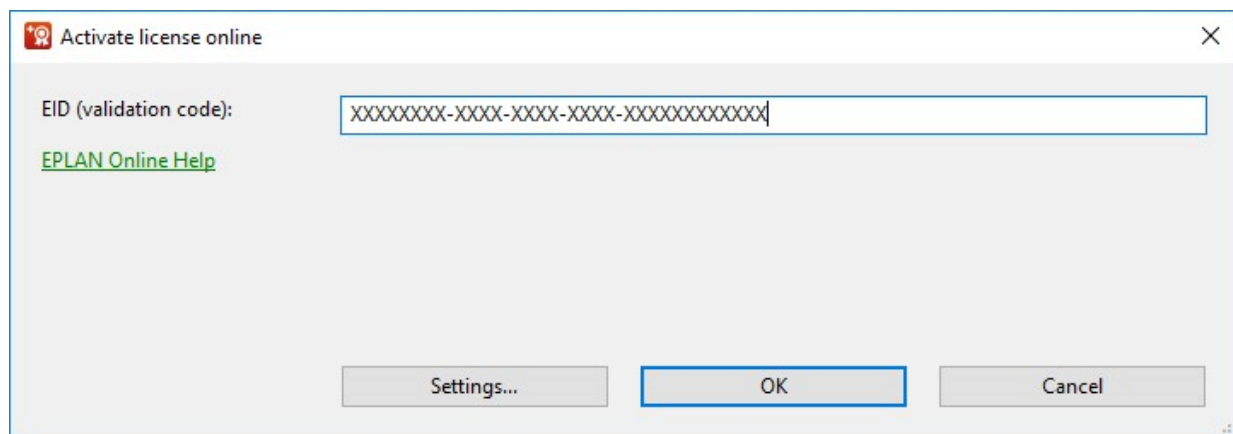 Activate license online
EID (validation code): XXXXXXXX-XXXX-XXXX-XXXX-XXXXXXXXXXXX
EPLAN Online Help
Settings... OK Cancel